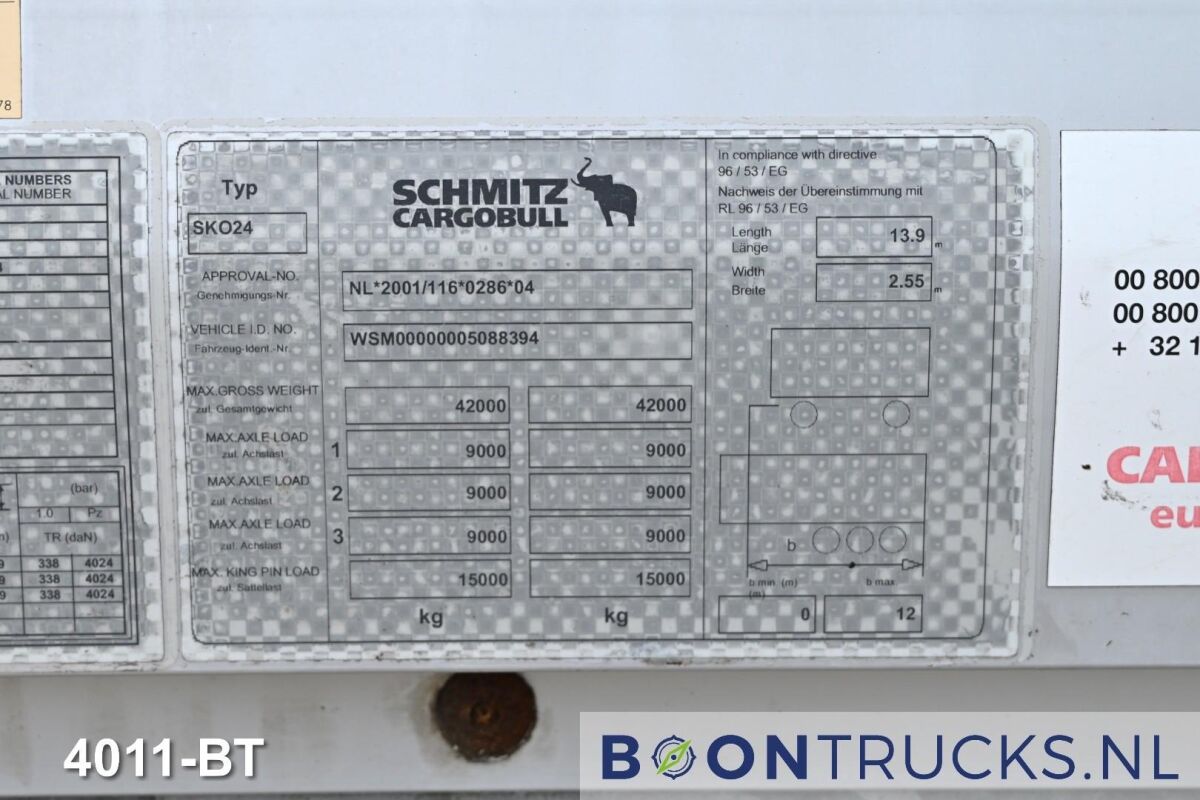 78
NUMBERS
AL NUMBER
(bar)
1.0 Pz
TR (daN)
9 338 4024
9 338 4024
9 338 4024
Typ
SKO24
SCHMITZ
CARGOBULL
APPROVAL-NO.
Genehmigungs-Nr.
NL*2001/116*0286*04
VEHICLE I.D. NO.
Fahrzeug-Ident.-Nr.
WSM00000005088394
MAX.GROSS WEIGHT
zul. Gesamtgewicht
42000 42000
MAX.AXLE LOAD
zul. Achslast
1 9000 9000
MAX.AXLE LOAD
zul. Achslast
2 9000 9000
MAX.AXLE LOAD
zul. Achslast
3 9000 9000
MAX. KING PIN LOAD
zul. Sattellast
15000 15000
kg kg
In compliance with directive
96 / 53 / EG
Nachweis der Übereinstimmung mit
RL 96 / 53 / EG
Length
Länge
13.9 m
Width
Breite
2.55 m
b
b min. (m) b max
(m)
0 12
00 800
00 800
+ 32 1
CAR
eu
4011-BT
BOONTRUCKS.NL